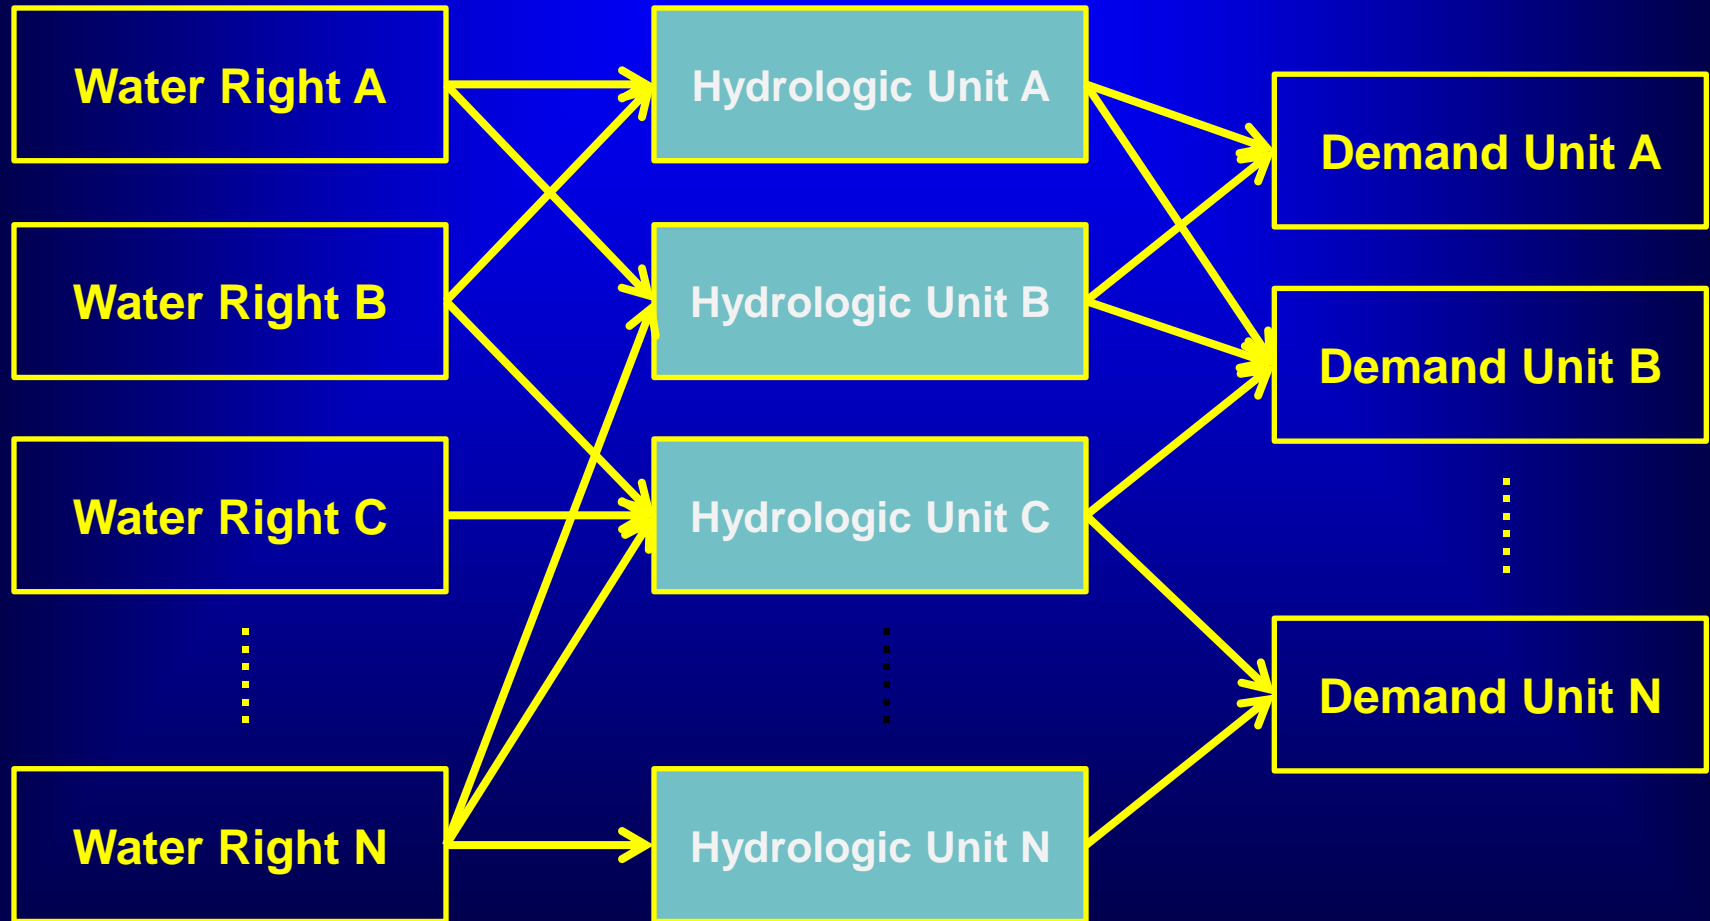 Water Right A
Hydrologic Unit A
Demand Unit A
Water Right B
Hydrologic Unit B
Demand Unit B
Water Right C
Hydrologic Unit C
Demand Unit N
Water Right N
Hydrologic Unit N